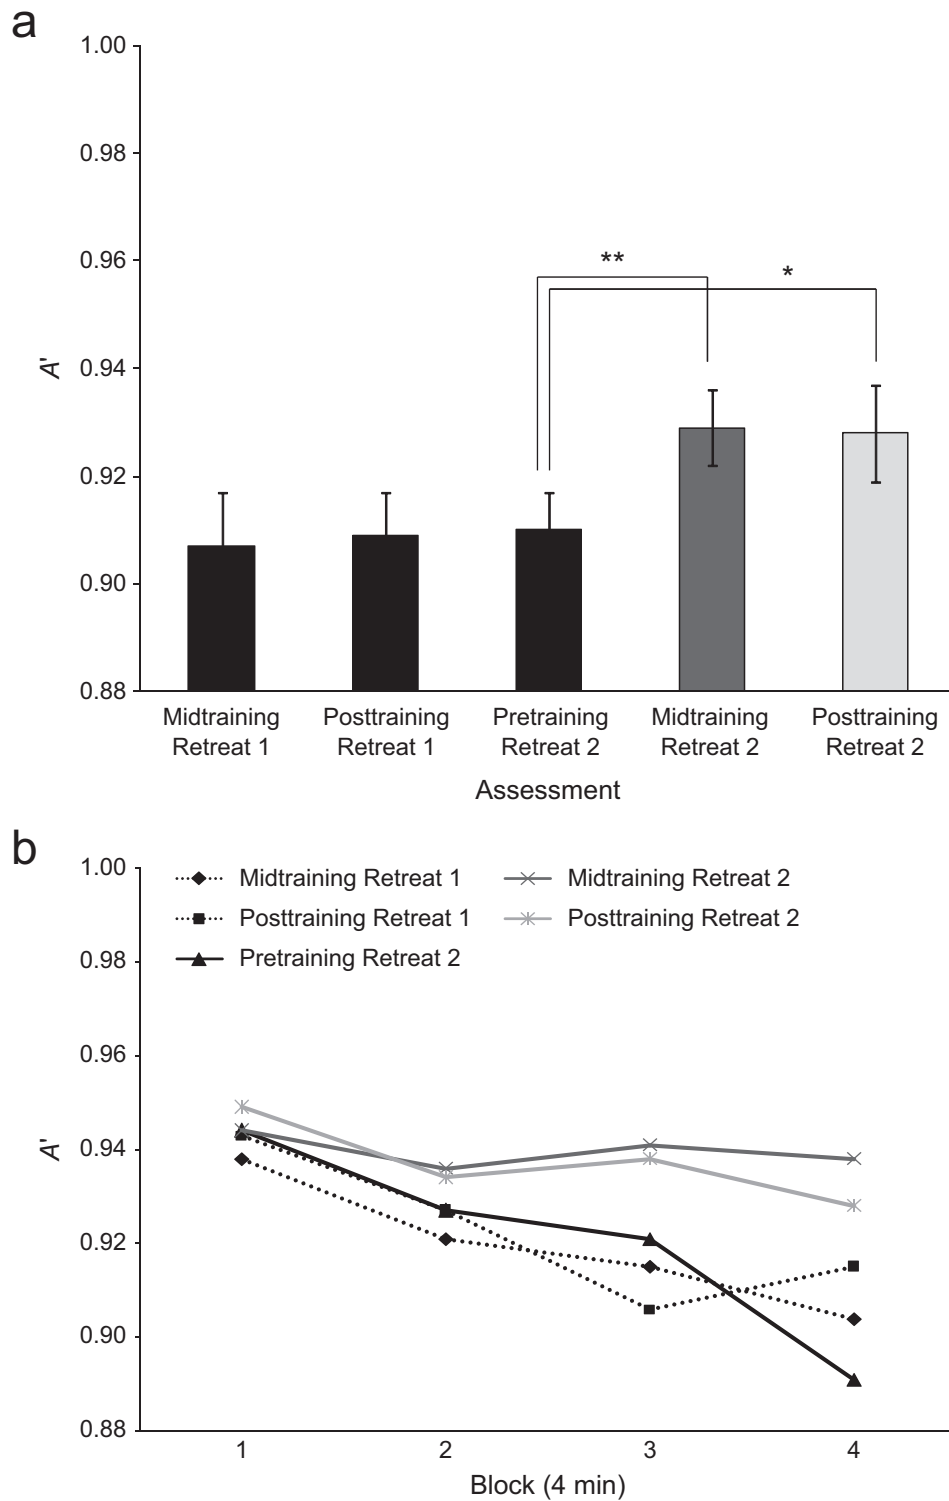 a
1.00
0.98
0.96
0.94
0.92
0.90
0.88
A'
**
*
Midtraining Retreat 1
Posttraining Retreat 1
Pretraining Retreat 2
Midtraining Retreat 2
Posttraining Retreat 2
Assessment
b
1.00
0.98
0.96
0.94
0.92
0.90
0.88
A'
Midtraining Retreat 1
Midtraining Retreat 2
Posttraining Retreat 1
Posttraining Retreat 2
Pretraining Retreat 2
1 2 3 4
Block (4 min)